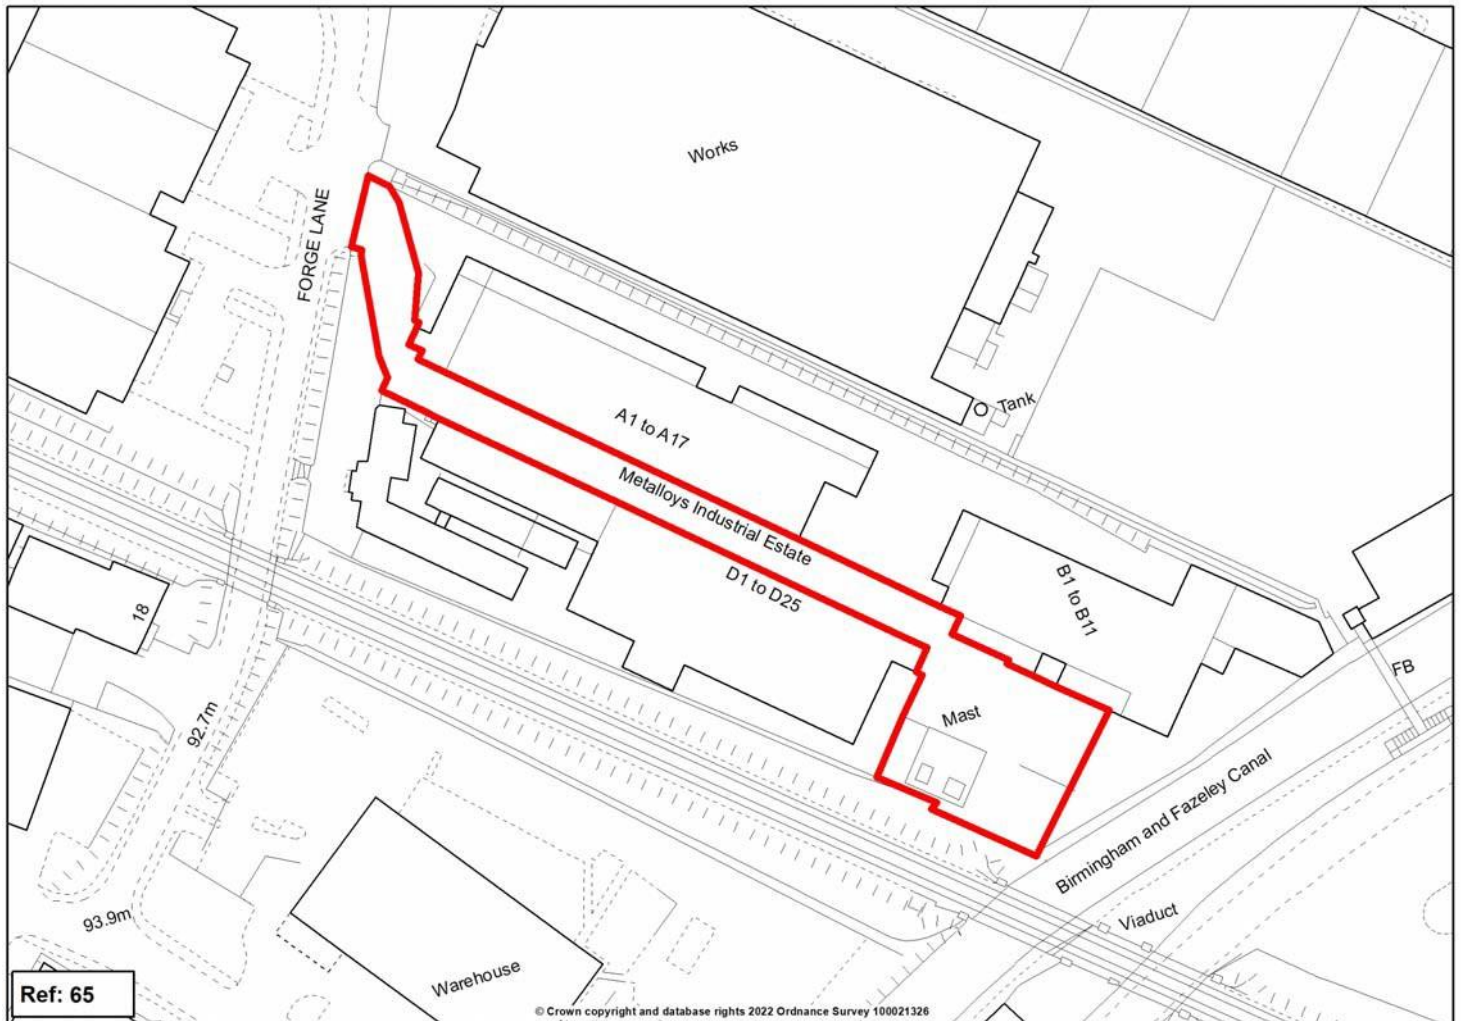 Works
FORGE LANE
Tank
A1 to A17
Metalloys Industrial Estate
D1 to D25
B1 to B11
18
FB
92.7m
Mast
Birmingham and Fazeley Canal
93.9m
Viaduct
Warehouse
Ref: 65
© Crown copyright and database rights 2022 Ordnance Survey 100021326